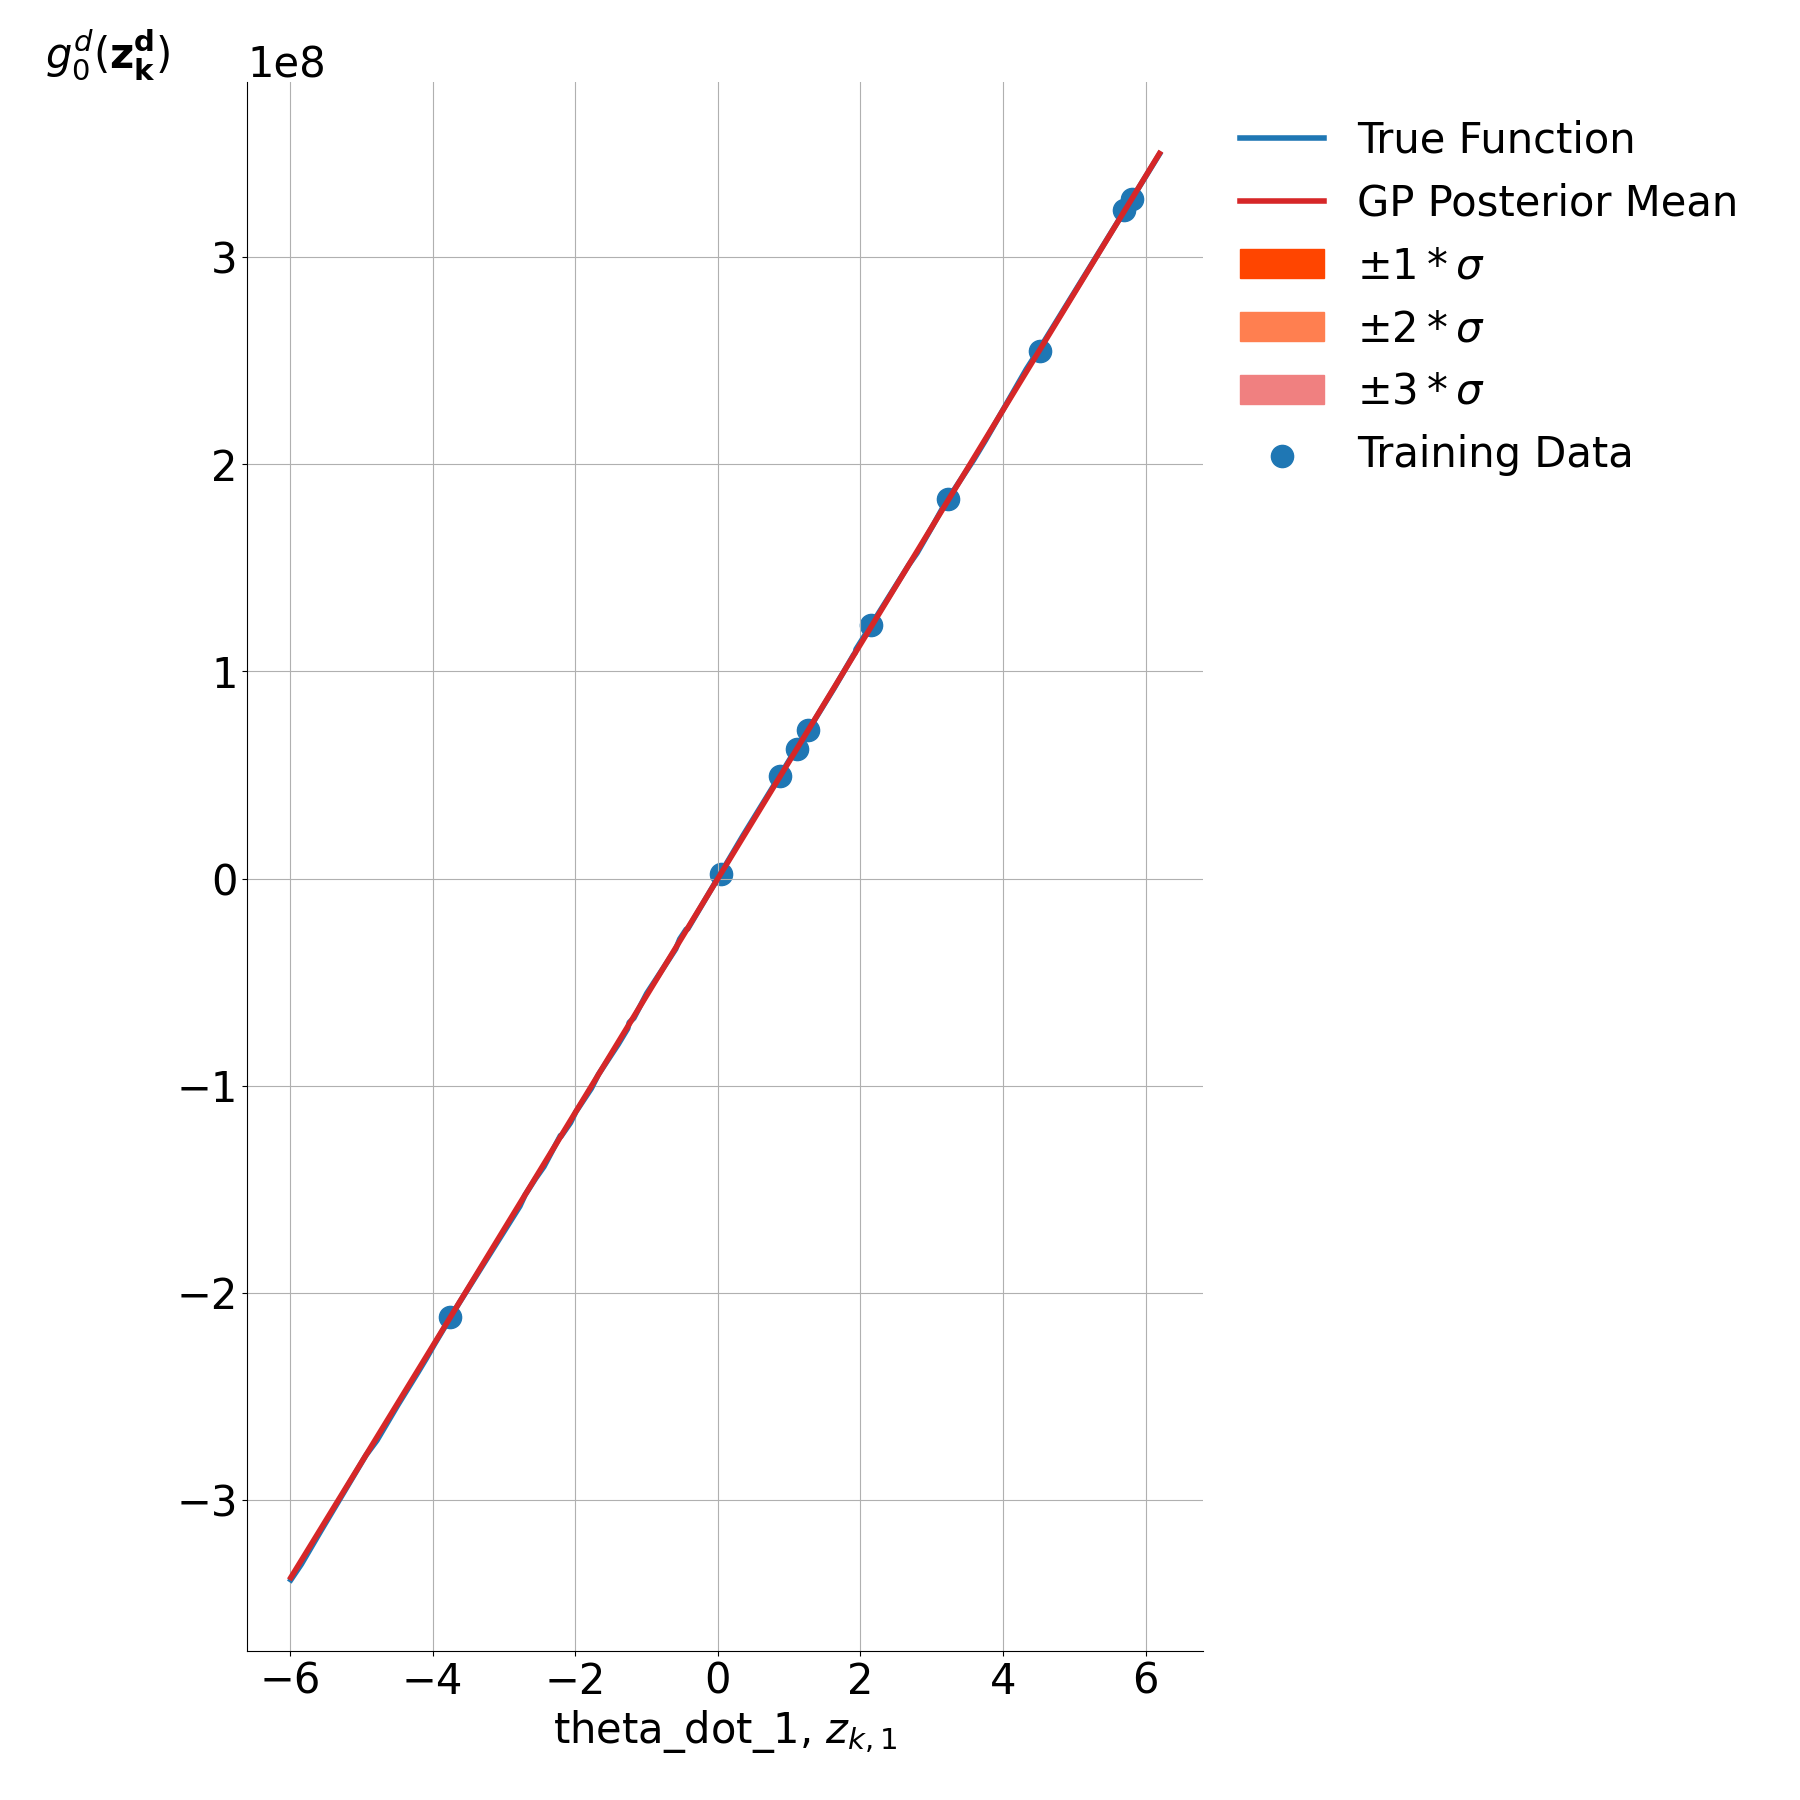 g_0^d(z_k^d)
1e8
True Function
GP Posterior Mean
±1 * σ
±2 * σ
±3 * σ
Training Data
3
2
1
0
−1
−2
−3
−6 −4 −2 0 2 4 6
theta_dot_1, z_{k, 1}